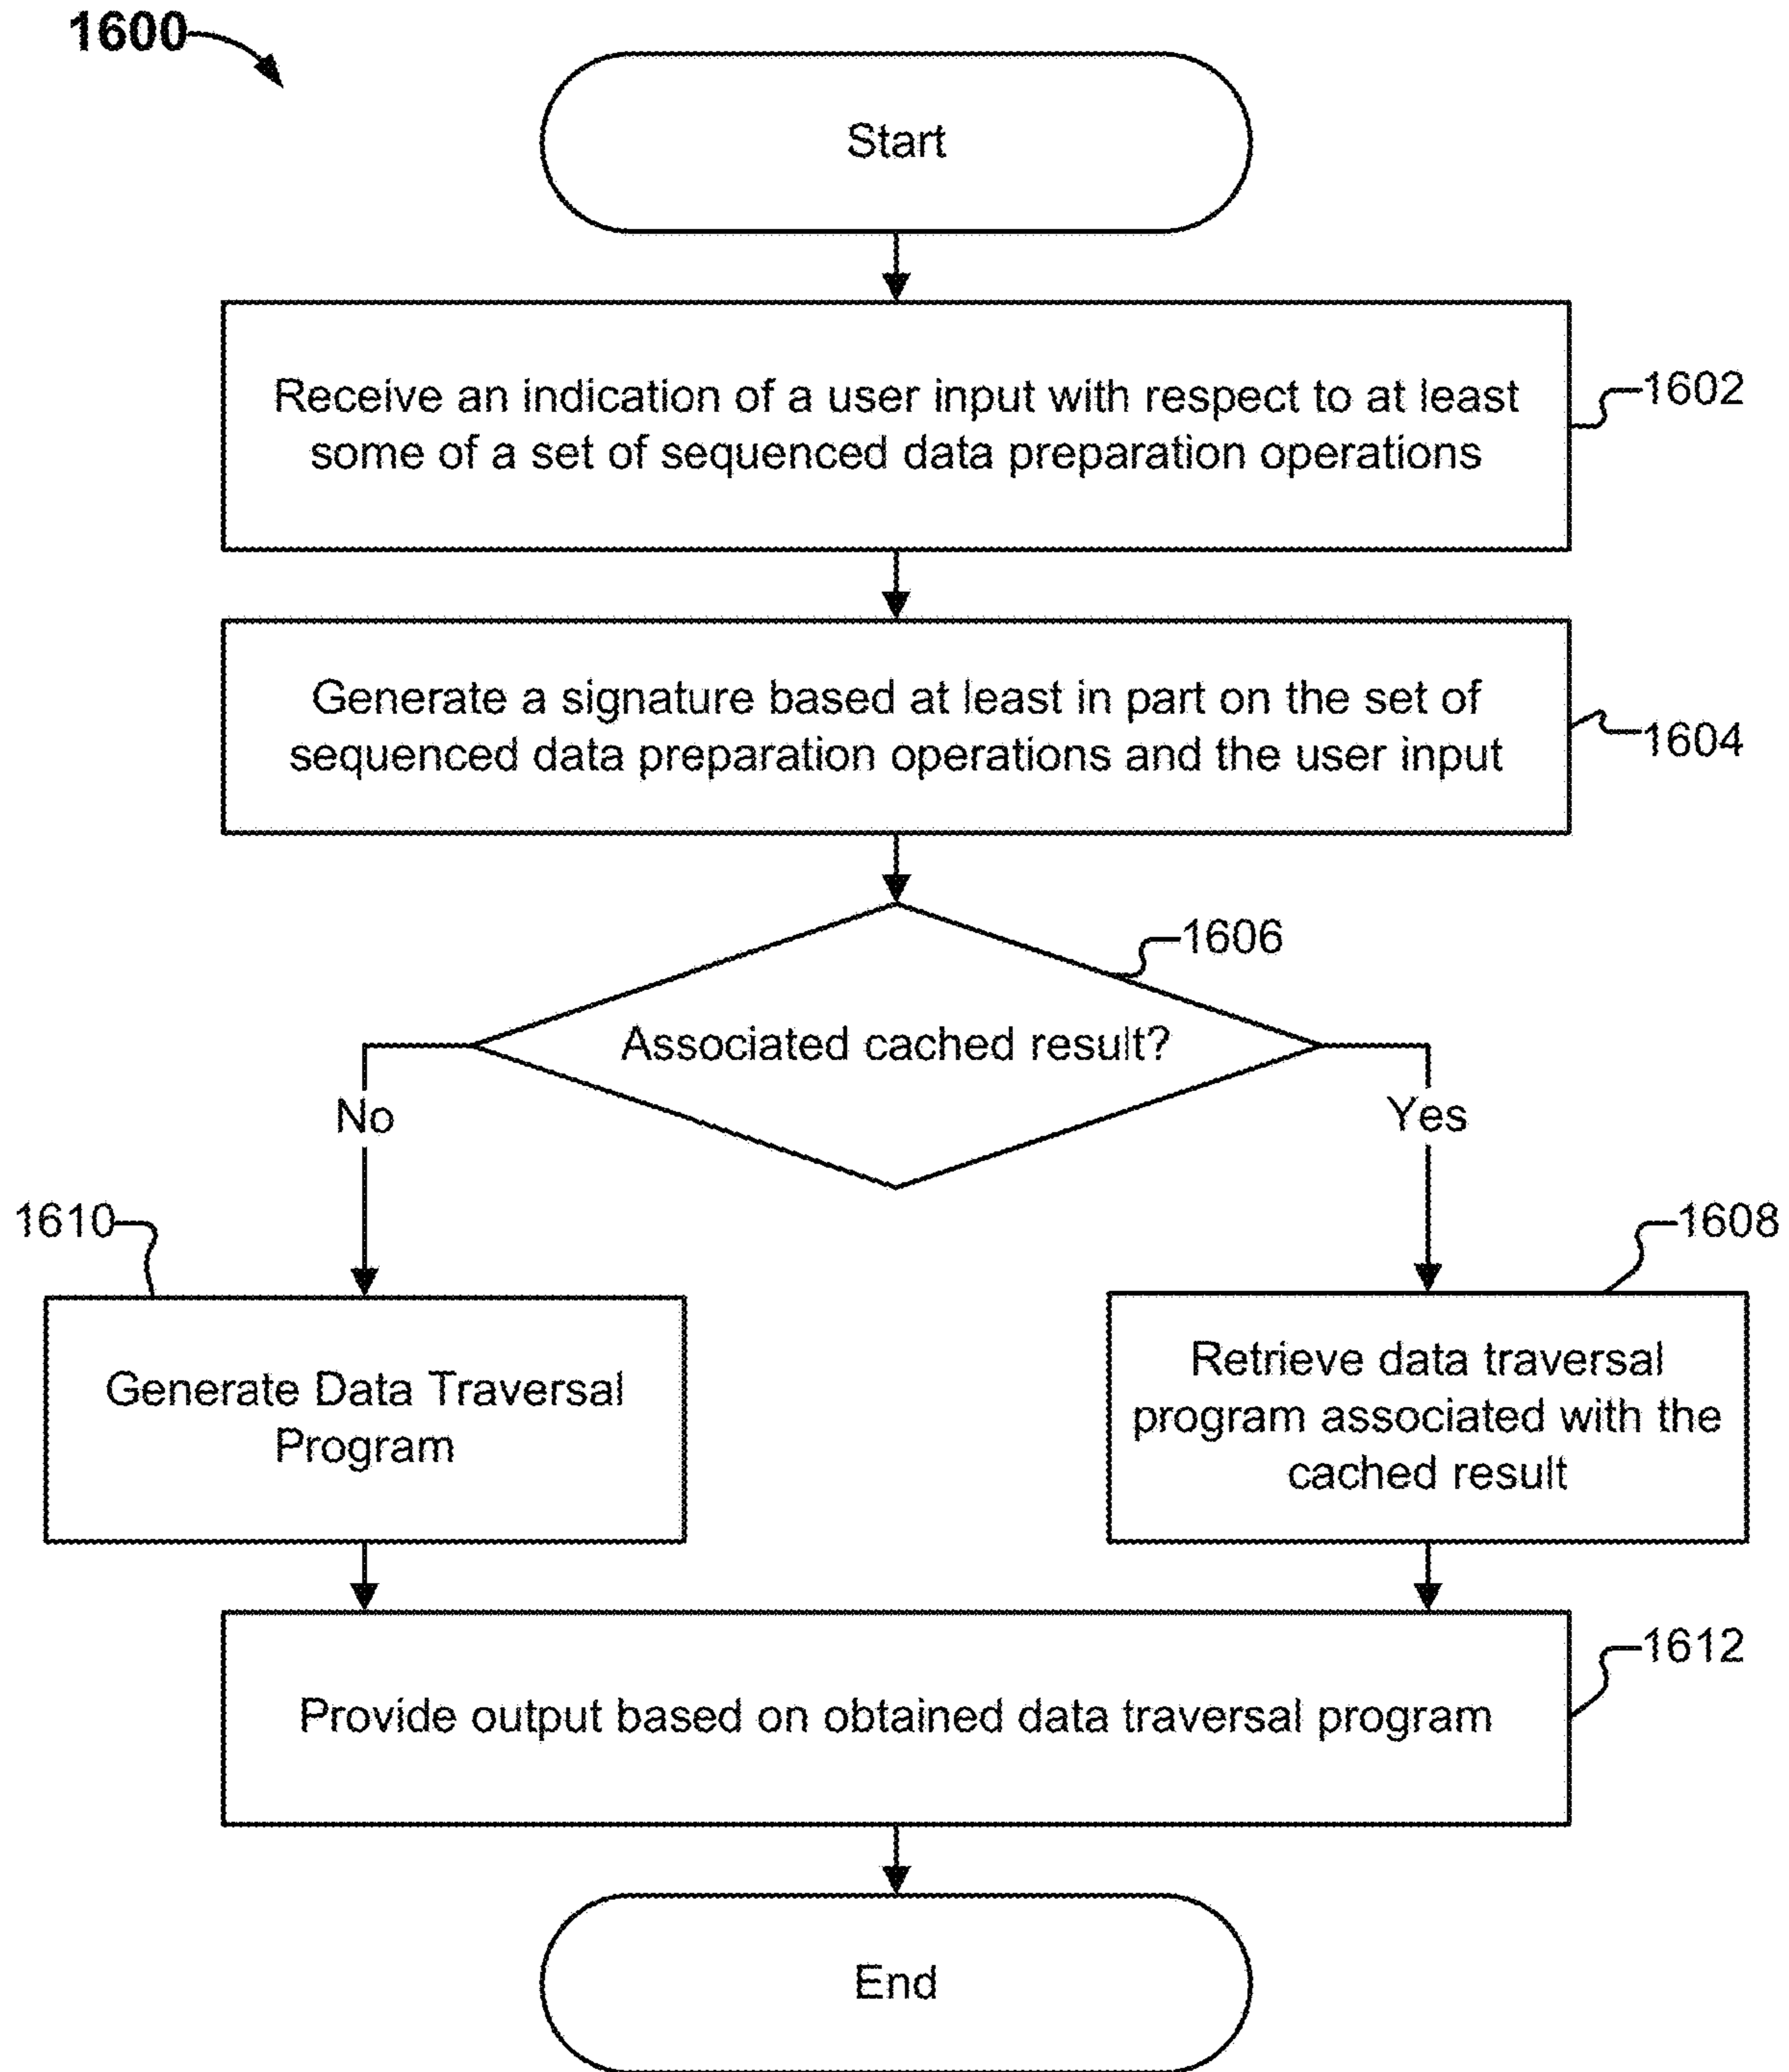 1600
Start
Receive an indication of a user input with respect to at least
some of a set of sequenced data preparation operations
1602
Generate a signature based at least in part on the set of
sequenced data preparation operations and the user input
1604
1606
Associated cached result?
No
Yes
1610
1608
Generate Data Traversal
Program
Retrieve data traversal
program associated with the
cached result
1612
Provide output based on obtained data traversal program
End